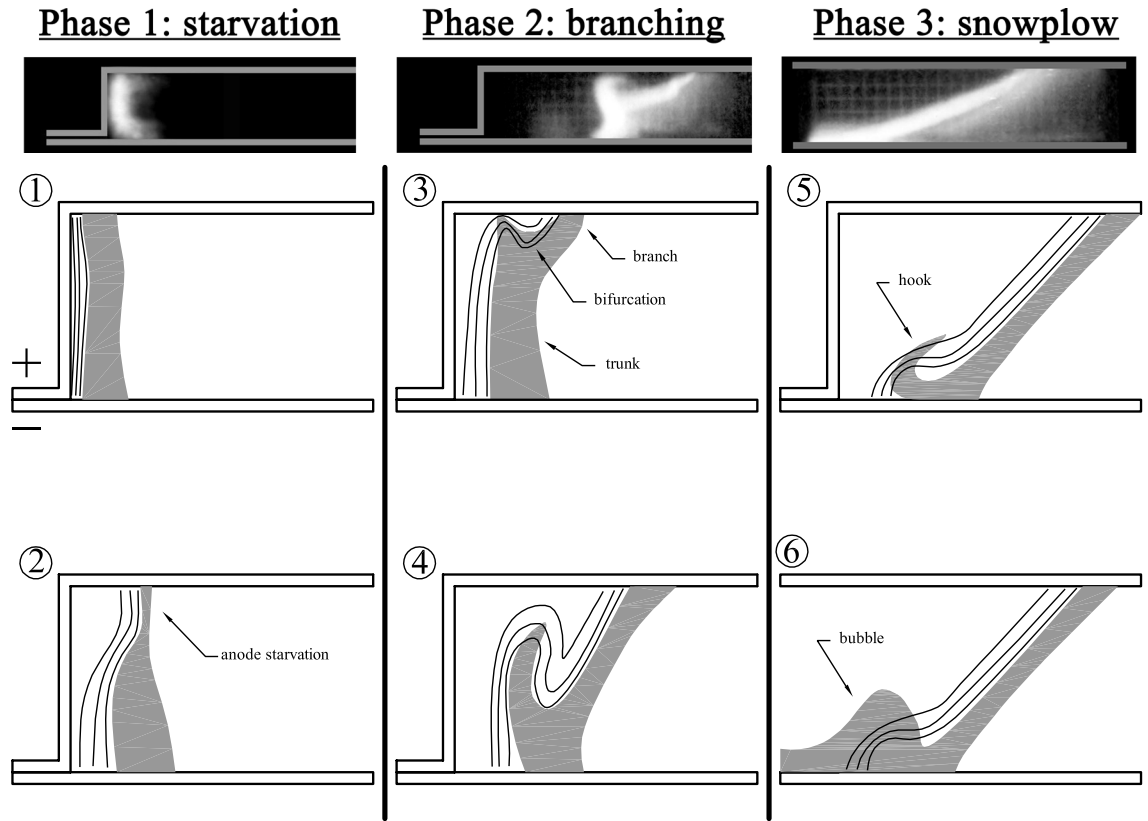 Phase 1: starvation
Phase 2: branching
Phase 3: snowplow
1
3
5
branch
bifurcation
trunk
hook
+
−
2
4
6
anode starvation
bubble